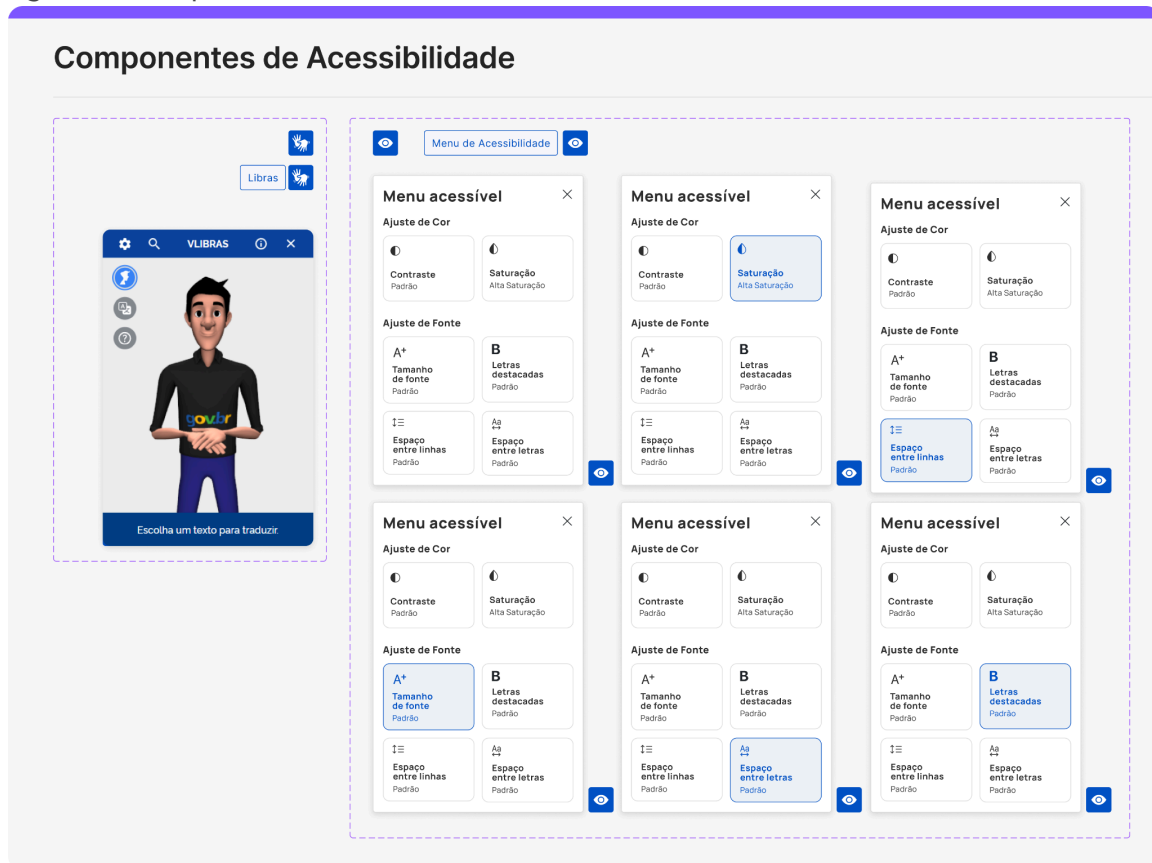 Componentes de Acessibilidade
Libras
VLIBRAS
gov.br
Escolha um texto para traduzir.
Menu de Acessibilidade
Menu acessível
Ajuste de Cor
Contraste
Padrão
Saturação
Alta Saturação
Ajuste de Fonte
A+
Tamanho
de fonte
Padrão
B
Letras
destacadas
Padrão
Espaço
entre linhas
Padrão
Aa
Espaço
entre letras
Padrão
Menu acessível
Ajuste de Cor
Contraste
Padrão
Saturação
Alta Saturação
Ajuste de Fonte
A+
Tamanho
de fonte
Padrão
B
Letras
destacadas
Padrão
Espaço
entre linhas
Padrão
Aa
Espaço
entre letras
Padrão
Menu acessível
Ajuste de Cor
Contraste
Padrão
Saturação
Alta Saturação
Ajuste de Fonte
A+
Tamanho
de fonte
Padrão
B
Letras
destacadas
Padrão
Espaço
entre linhas
Padrão
Aa
Espaço
entre letras
Padrão
Menu acessível
Ajuste de Cor
Contraste
Padrão
Saturação
Alta Saturação
Ajuste de Fonte
A+
Tamanho
de fonte
Padrão
B
Letras
destacadas
Padrão
Espaço
entre linhas
Padrão
Aa
Espaço
entre letras
Padrão
Menu acessível
Ajuste de Cor
Contraste
Padrão
Saturação
Alta Saturação
Ajuste de Fonte
A+
Tamanho
de fonte
Padrão
B
Letras
destacadas
Padrão
Espaço
entre linhas
Padrão
Aa
Espaço
entre letras
Padrão
Menu acessível
Ajuste de Cor
Contraste
Padrão
Saturação
Alta Saturação
Ajuste de Fonte
A+
Tamanho
de fonte
Padrão
B
Letras
destacadas
Padrão
Espaço
entre linhas
Padrão
Aa
Espaço
entre letras
Padrão